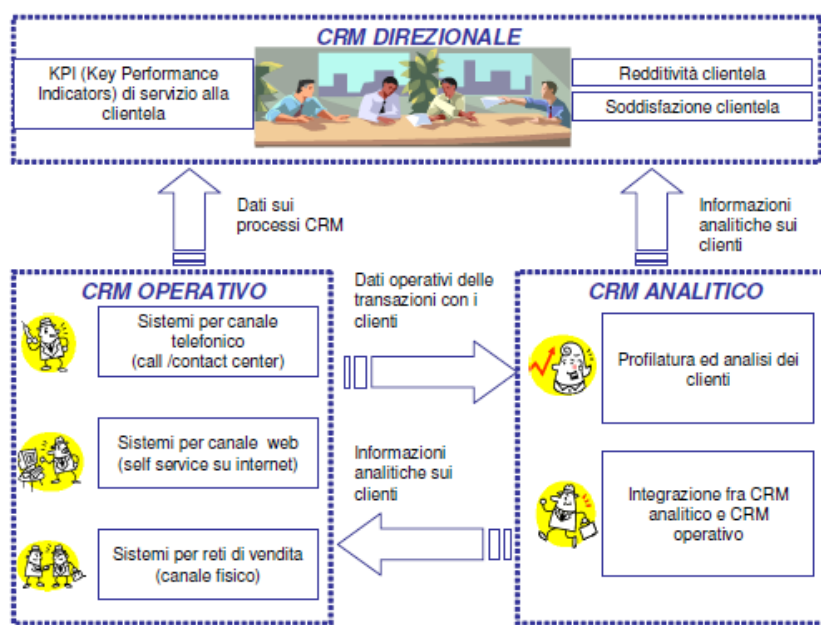 CRM DIREZIONALE
KPI (Key Performance
Indicators) di servizio alla
clientela
Redditività clientela
Soddisfazione clientela
Dati sui
processi CRM
Informazioni
analitiche sui
clienti
CRM OPERATIVO
Sistemi per canale
telefonico
(call /contact center)
Sistemi per canale web
(self service su internet)
Sistemi per reti di vendita
(canale fisico)
Dati operativi delle
transazioni con i
clienti
Informazioni
analitiche sui
clienti
CRM ANALITICO
Profilatura ed analisi dei
clienti
Integrazione fra CRM
analitico e CRM
operativo